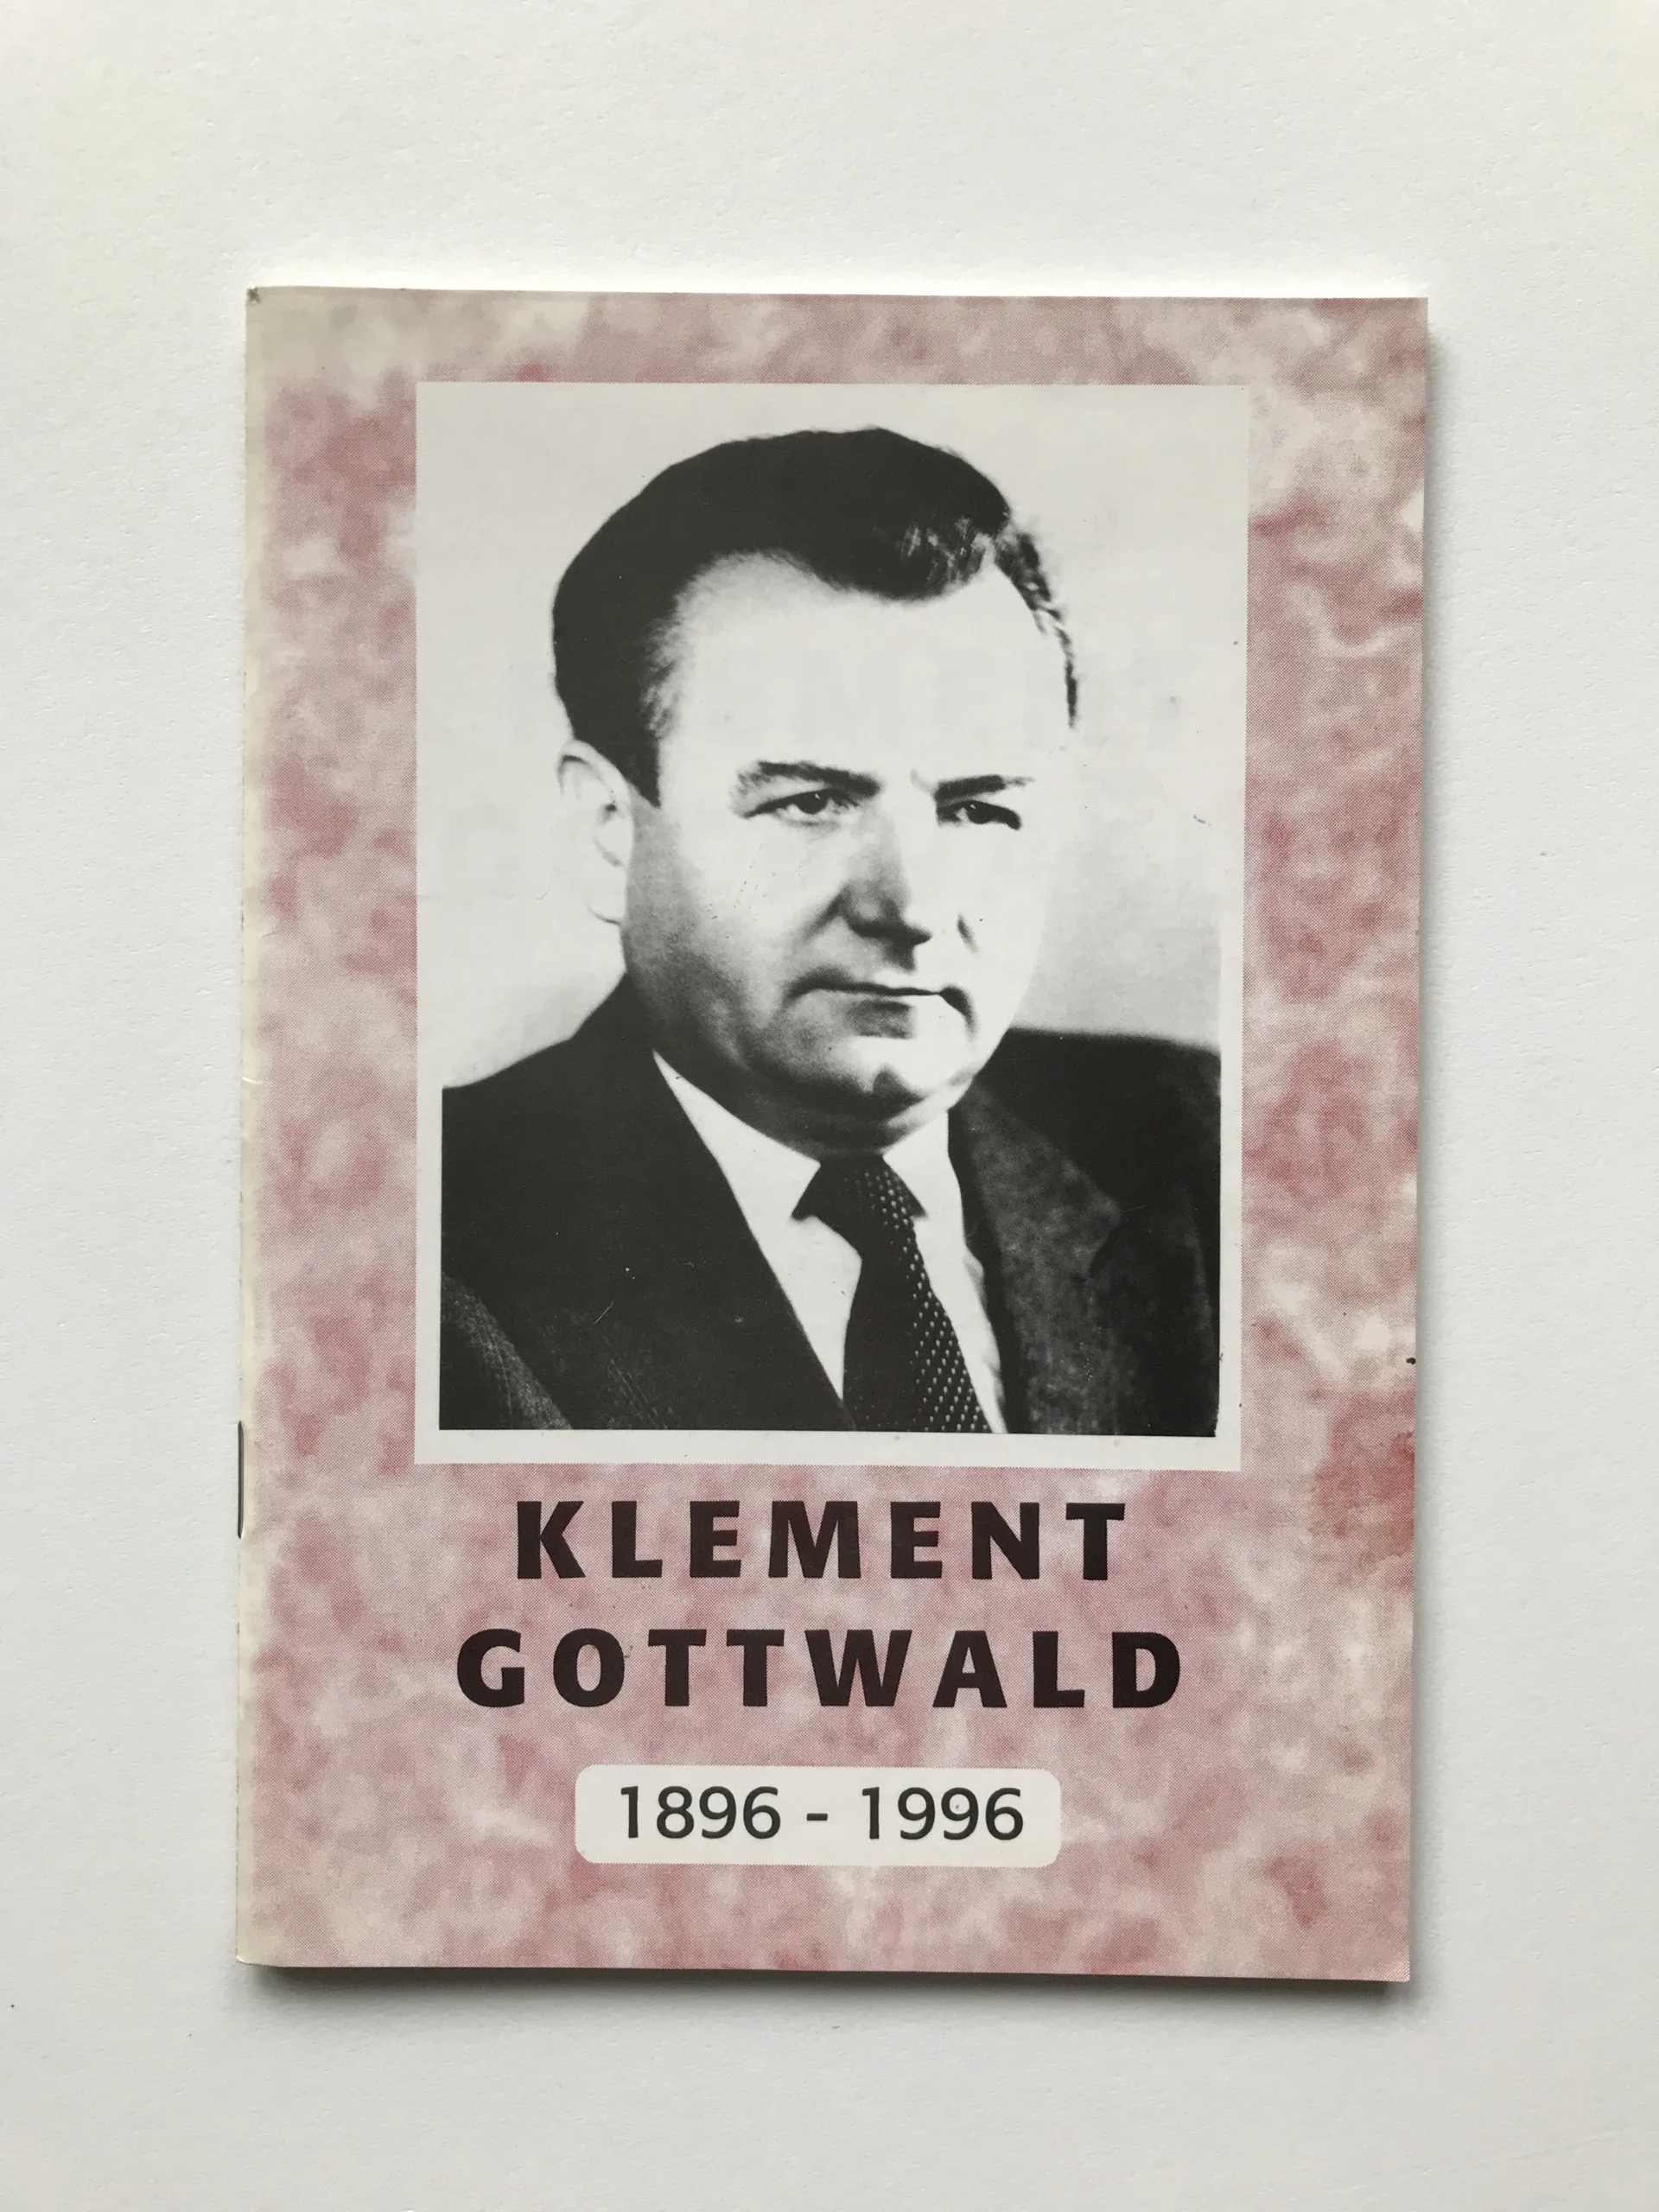 KLEMENT
GOTTWALD
1896 - 1996